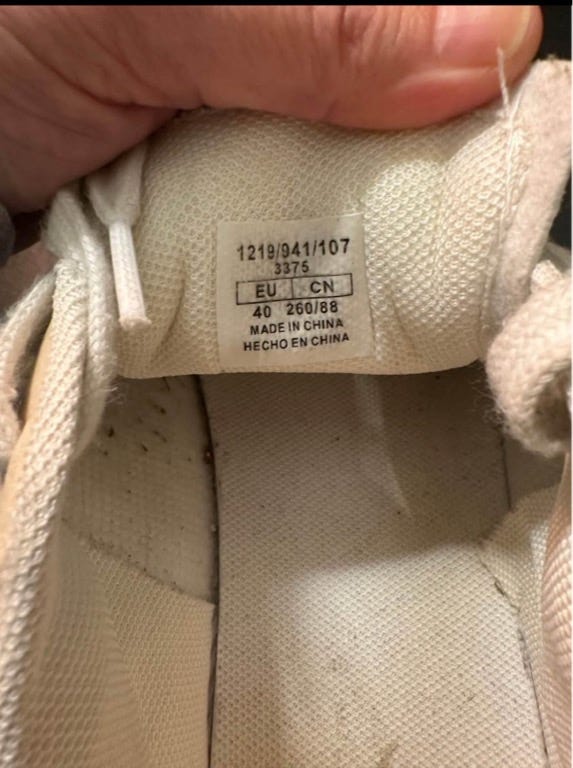 1219/941/107
3375
EU CN
40 260/88
MADE IN CHINA
HECHO EN CHINA